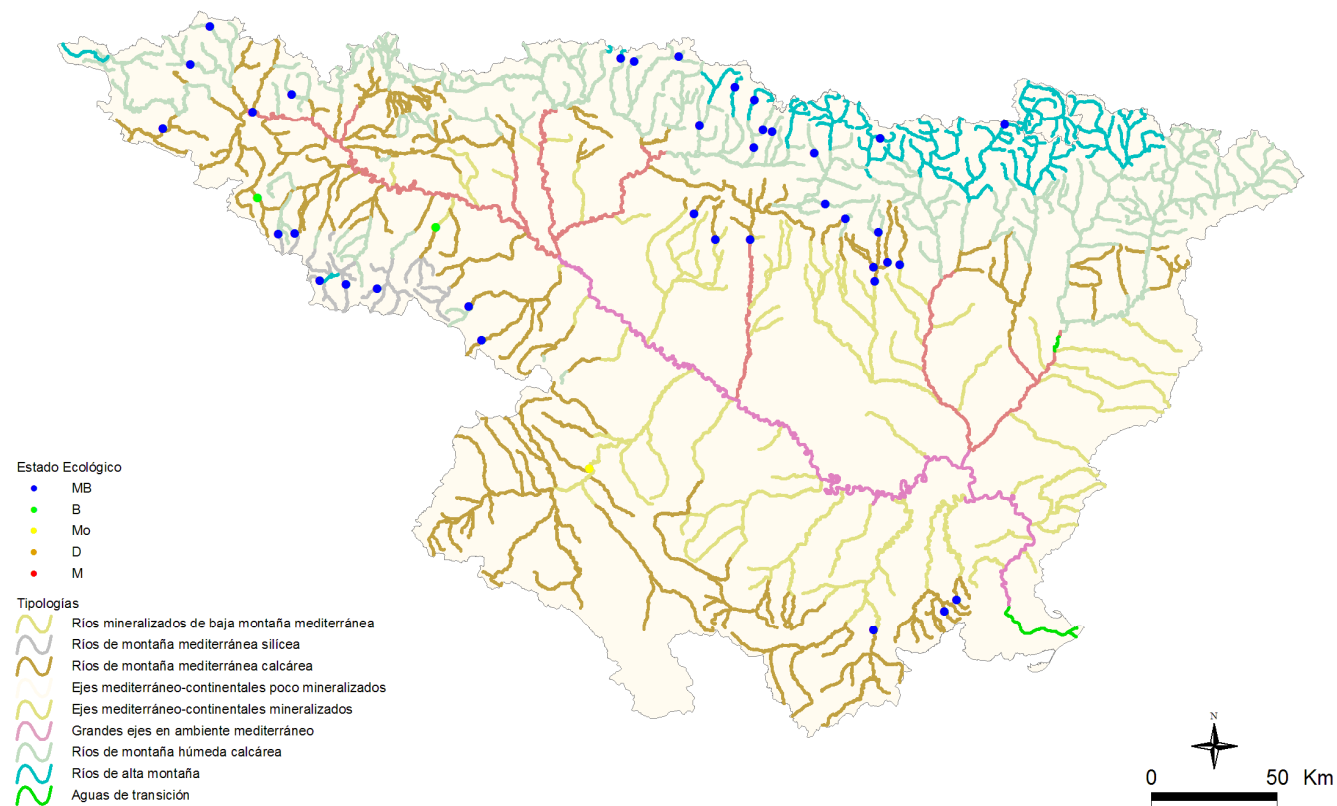 Estado Ecológico
MB
B
Mo
D
M
Tipologías
Ríos mineralizados de baja montaña mediterránea
Ríos de montaña mediterránea silícea
Ríos de montaña mediterránea calcárea
Ejes mediterráneo-continentales poco mineralizados
Ejes mediterráneo-continentales mineralizados
Grandes ejes en ambiente mediterráneo
Ríos de montaña húmeda calcárea
Ríos de alta montaña
Aguas de transición
N
0 50 Km